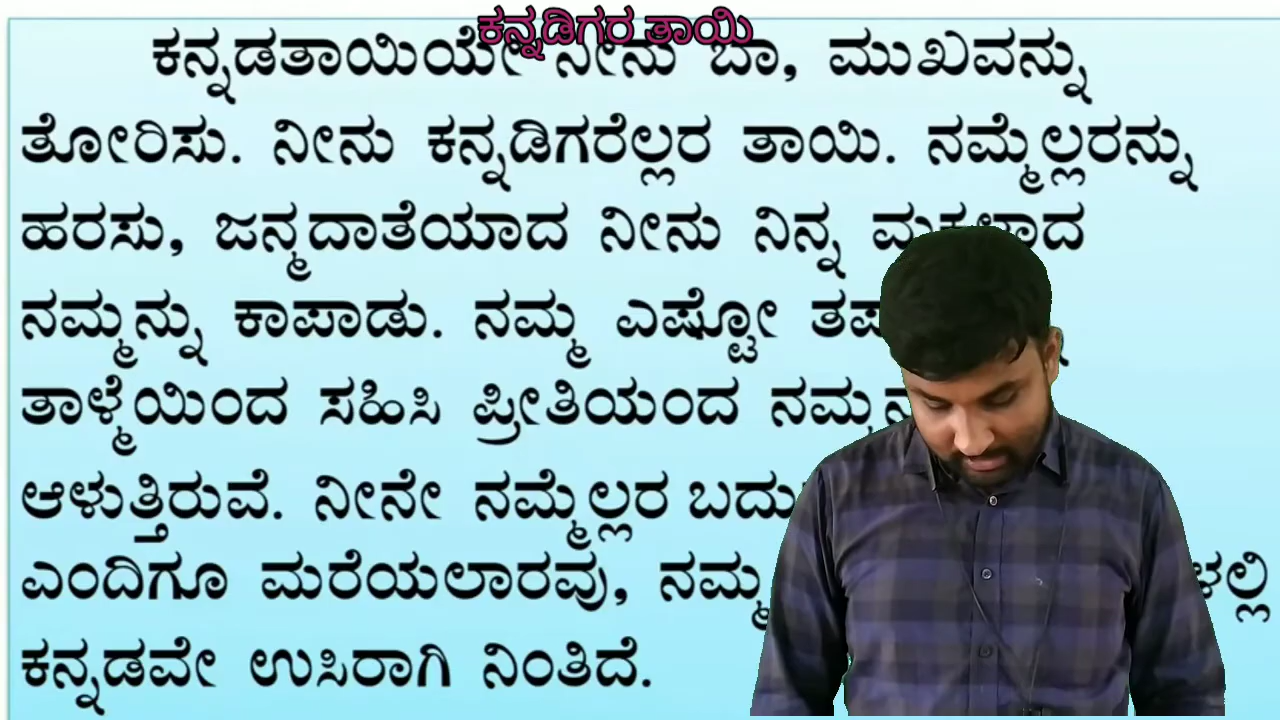 ಕನ್ನಡಿಗರ ತಾಯಿ
ಕನ್ನಡತಾಯಿಯೇ ನೀನು ಬಾ, ಮುಖವನ್ನು
ತೋರಿಸು. ನೀನು ಕನ್ನಡಿಗರೆಲ್ಲರ ತಾಯಿ. ನಮ್ಮೆಲ್ಲರನ್ನು
ಹರಸು, ಜನ್ಮದಾತೆಯಾದ ನೀನು ನಿನ್ನ
ನಮ್ಮನ್ನು ಕಾಪಾಡು. ನಮ್ಮ ಎಷ್ಟೋ
ತಾಳ್ಮೆಯಿಂದ ಸಹಿಸಿ ಪ್ರೀತಿಯಂದ
ಆಳುತ್ತಿರುವೆ. ನೀನೇ ನಮ್ಮೆಲ್ಲರ
ಎಂದಿಗೂ ಮರೆಯಲಾರವು, ನಮ್ಮ
ಕನ್ನಡವೇ ಉಸಿರಾಗಿ ನಿಂತಿದೆ.